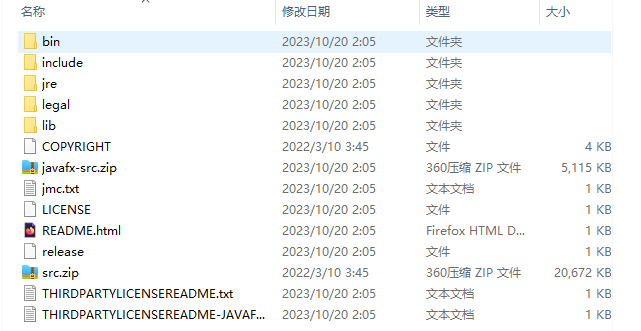 名称 修改日期 类型 大小
bin 2023/10/20 2:05 文件夹
include 2023/10/20 2:05 文件夹
jre 2023/10/20 2:05 文件夹
legal 2023/10/20 2:05 文件夹
lib 2023/10/20 2:05 文件夹
COPYRIGHT 2022/3/10 3:45 文件 4 KB
javafx-src.zip 2023/10/20 2:05 360压缩 ZIP 文件 5,115 KB
jmc.txt 2023/10/20 2:05 文本文档 1 KB
LICENSE 2023/10/20 2:05 文件 1 KB
README.html 2023/10/20 2:05 Firefox HTML D... 1 KB
release 2023/10/20 2:05 文件 1 KB
src.zip 2022/3/10 3:45 360压缩 ZIP 文件 20,672 KB
THIRDPARTYLICENSEREADME.txt 2023/10/20 2:05 文本文档 1 KB
THIRDPARTYLICENSEREADME-JAVAF... 2023/10/20 2:05 文本文档 1 KB